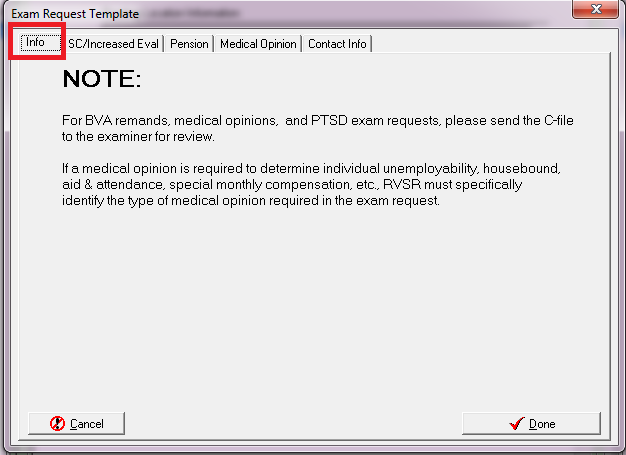 Exam Request Template
Info SC/Increased Eval Pension Medical Opinion Contact Info
NOTE:
For BVA remands, medical opinions, and PTSD exam requests, please send the C-file
to the examiner for review.
If a medical opinion is required to determine individual unemployability, housebound,
aid & attendance, special monthly compensation, etc., RVSR must specifically
identify the type of medical opinion required in the exam request.
Cancel Done